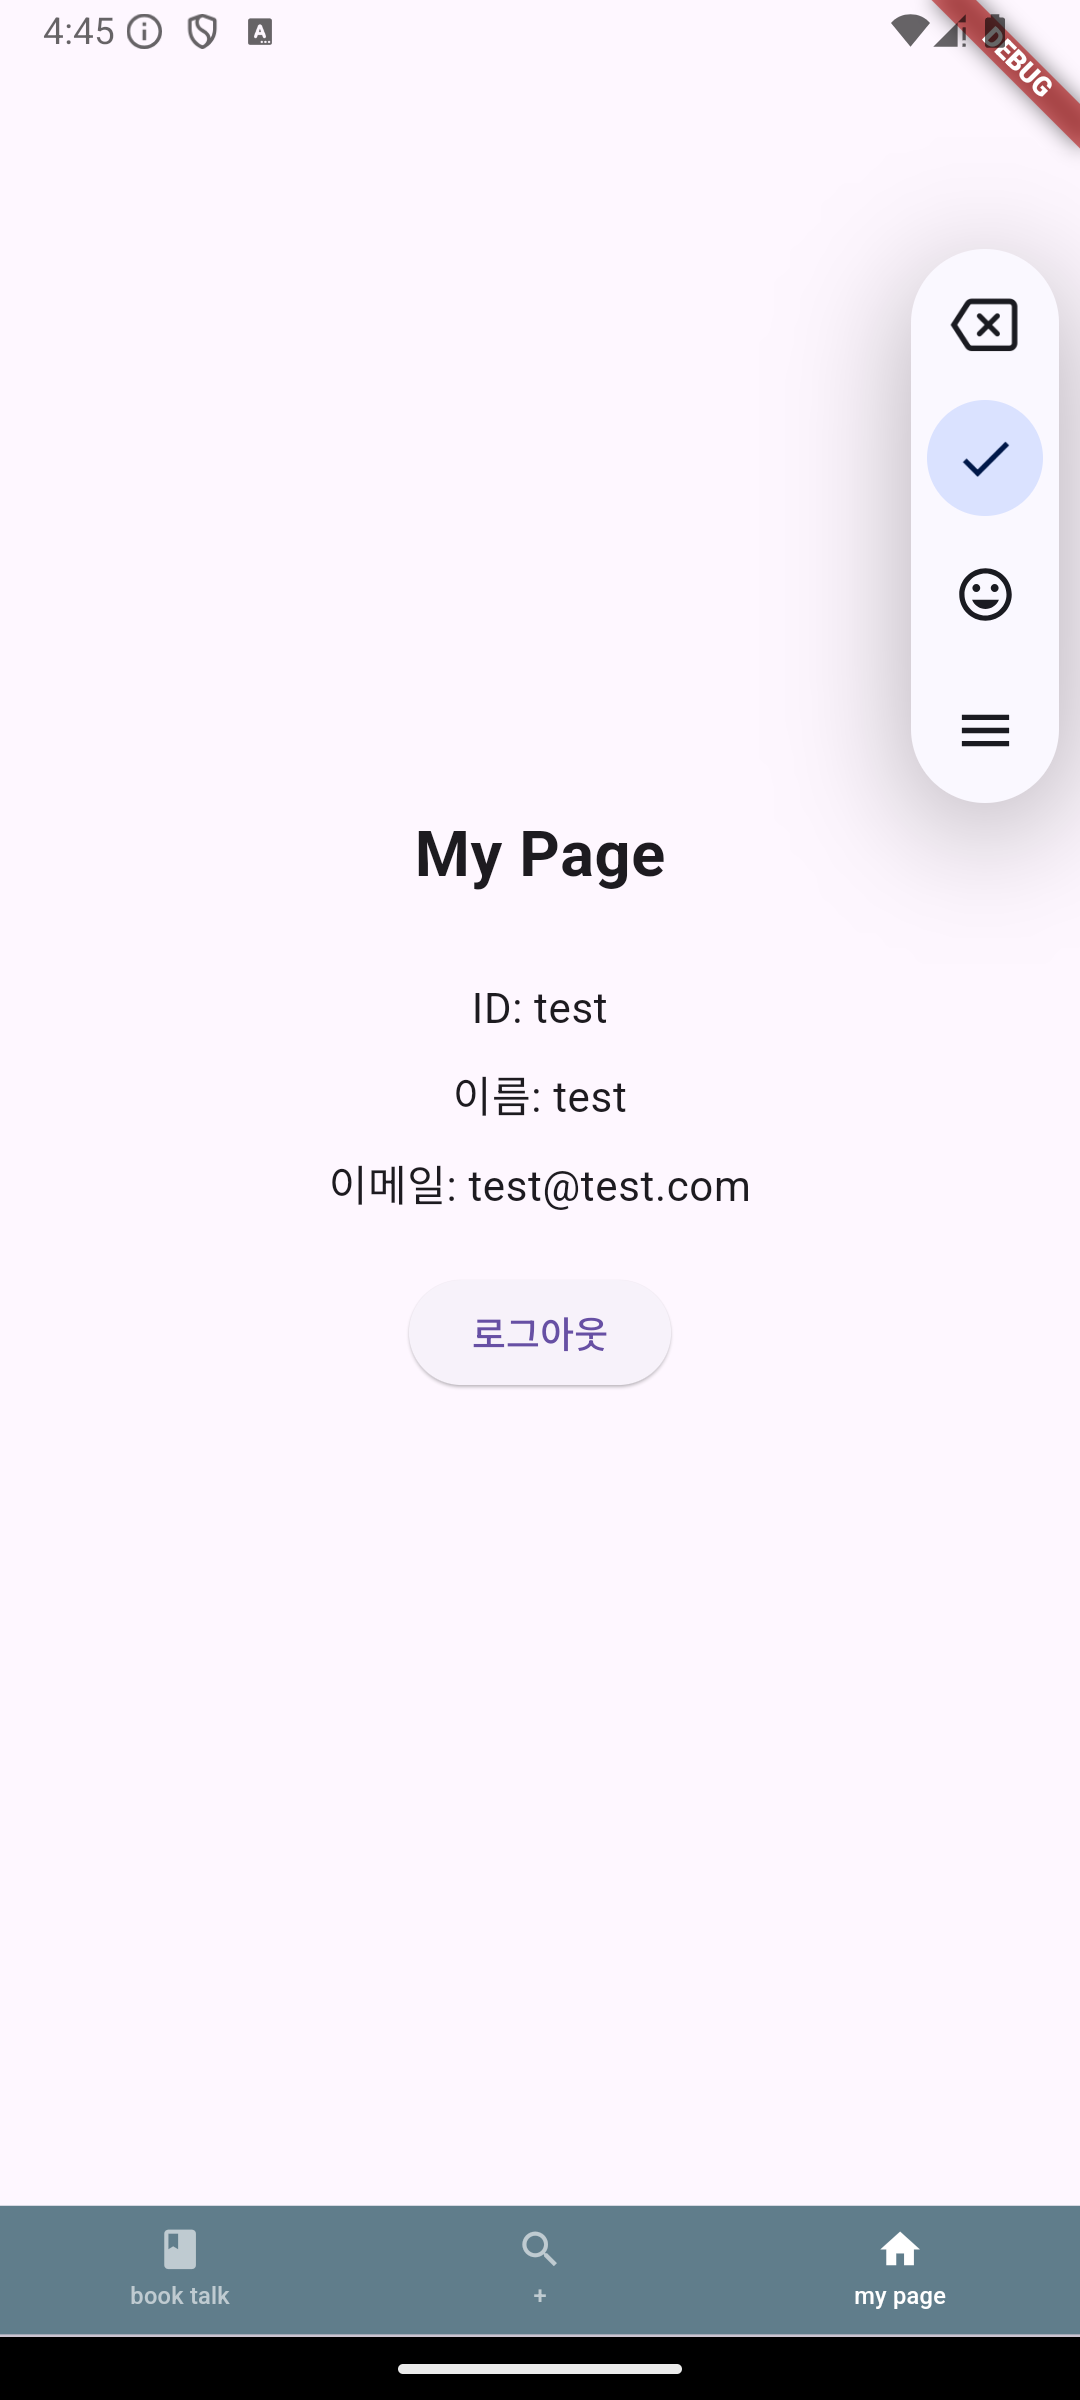 4:45
DEBUG
My Page
ID: test
이름: test
이메일: test@test.com
로그아웃
book talk
+
my page